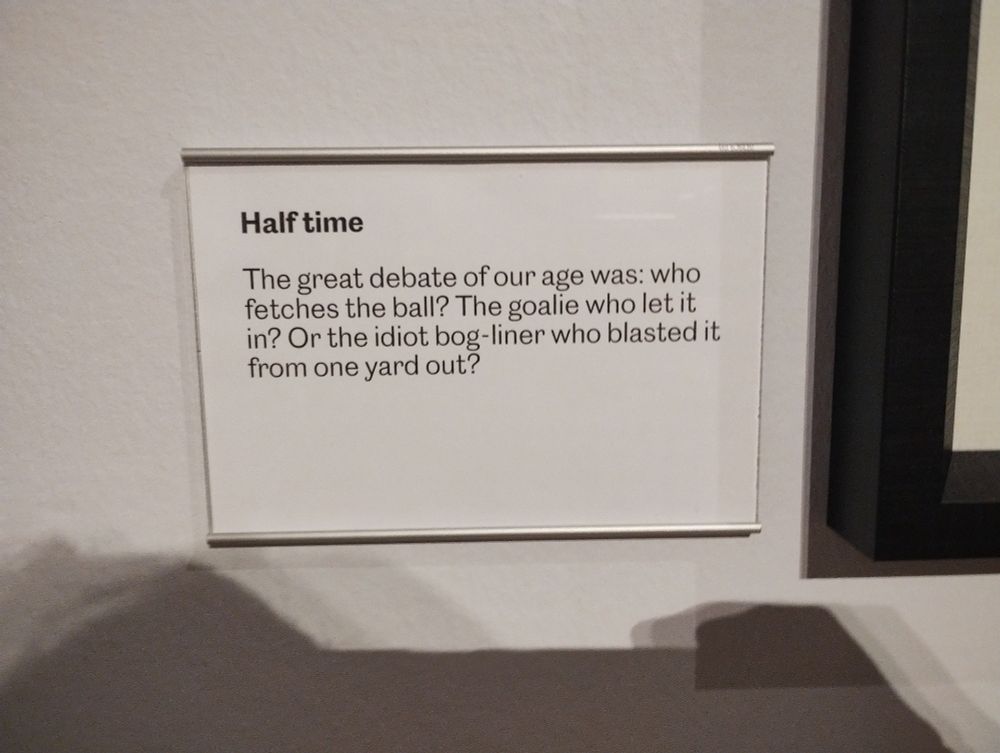 Half time
The great debate of our age was: who
fetches the ball? The goalie who let it
in? Or the idiot bog-liner who blasted it
from one yard out?